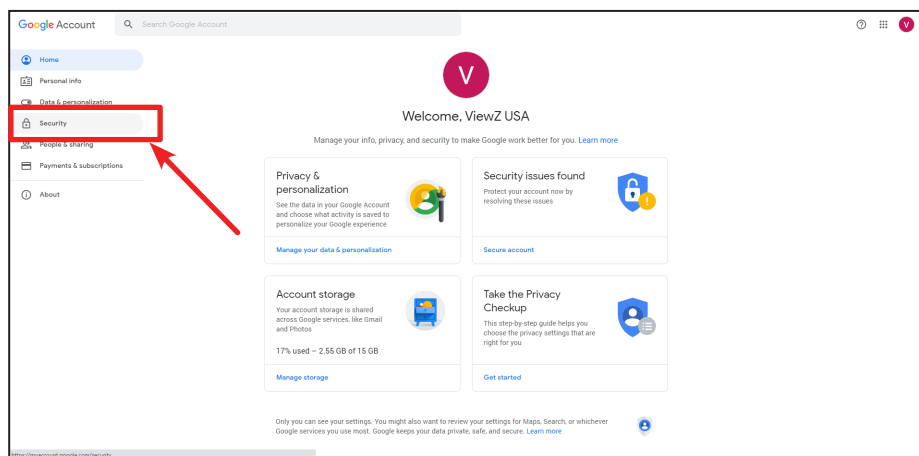 Google Account
Search Google Account
V
Home
Personal info
Data & personalization
Security
People & sharing
Payments & subscriptions
About
V
Welcome, ViewZ USA
Manage your info, privacy, and security to make Google work better for you. Learn more
Privacy &
personalization
See the data in your Google Account
and choose what activity is saved to
personalize your Google experience
Manage your data & personalization
Security issues found
Protect your account now by
resolving these issues
Secure account
Account storage
Your account storage is shared
across Google services, like Gmail
and Photos
17% used – 2.55 GB of 15 GB
Manage storage
Take the Privacy
Checkup
This step-by-step guide helps you
choose the privacy settings that are
right for you
Get started
Only you can see your settings. You might also want to review your settings for Maps, Search, or whichever
Google services you use most. Google keeps your data private, safe, and secure. Learn more
https://myaccount.google.com/security